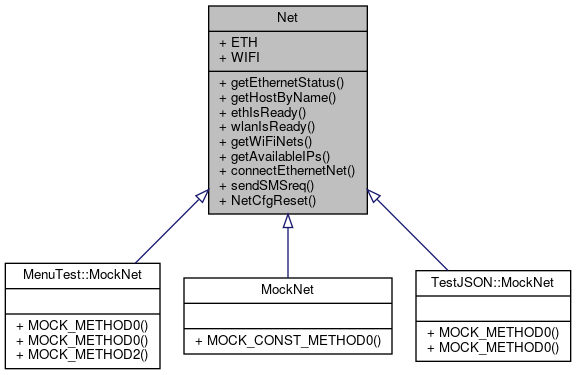 Net
+ ETH
+ WIFI
+ getEthernetStatus()
+ getHostByName()
+ ethIsReady()
+ wlanIsReady()
+ getWiFiNets()
+ getAvailableIPs()
+ connectEthernetNet()
+ sendSMSreq()
+ NetCfgReset()
MenuTest::MockNet
+ MOCK_METHOD0()
+ MOCK_METHOD0()
+ MOCK_METHOD2()
MockNet
+ MOCK_CONST_METHOD0()
TestJSON::MockNet
+ MOCK_METHOD0()
+ MOCK_METHOD0()